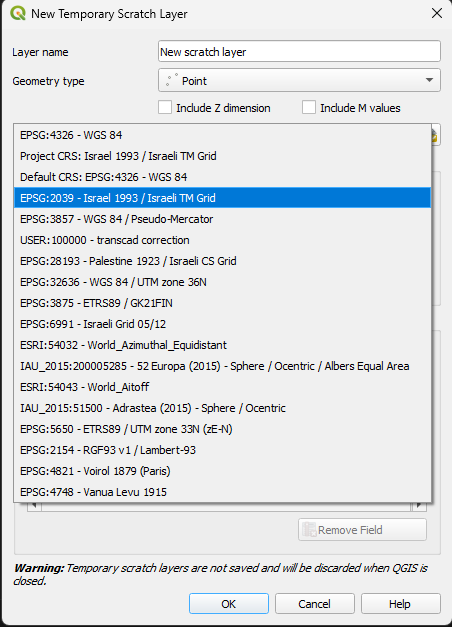 New Temporary Scratch Layer
Layer name
New scratch layer
Geometry type
Point
Include Z dimension
Include M values
EPSG:4326 - WGS 84
Project CRS: Israel 1993 / Israeli TM Grid
Default CRS: EPSG:4326 - WGS 84
EPSG:2039 - Israel 1993 / Israeli TM Grid
EPSG:3857 - WGS 84 / Pseudo-Mercator
USER:100000 - transcad correction
EPSG:28193 - Palestine 1923 / Israeli CS Grid
EPSG:32636 - WGS 84 / UTM zone 36N
EPSG:3875 - ETRS89 / GK21FIN
EPSG:6991 - Israeli Grid 05/12
ESRI:54032 - World_Azimuthal_Equidistant
IAU_2015:200005285 - 52 Europa (2015) - Sphere / Ocentric / Albers Equal Area
ESRI:54043 - World_Aitoff
IAU_2015:51500 - Adrastea (2015) - Sphere / Ocentric
EPSG:5650 - ETRS89 / UTM zone 33N (zE-N)
EPSG:2154 - RGF93 v1 / Lambert-93
EPSG:4821 - Voirol 1879 (Paris)
EPSG:4748 - Vanua Levu 1915
Remove Field
Warning: Temporary scratch layers are not saved and will be discarded when QGIS is
closed.
OK
Cancel
Help